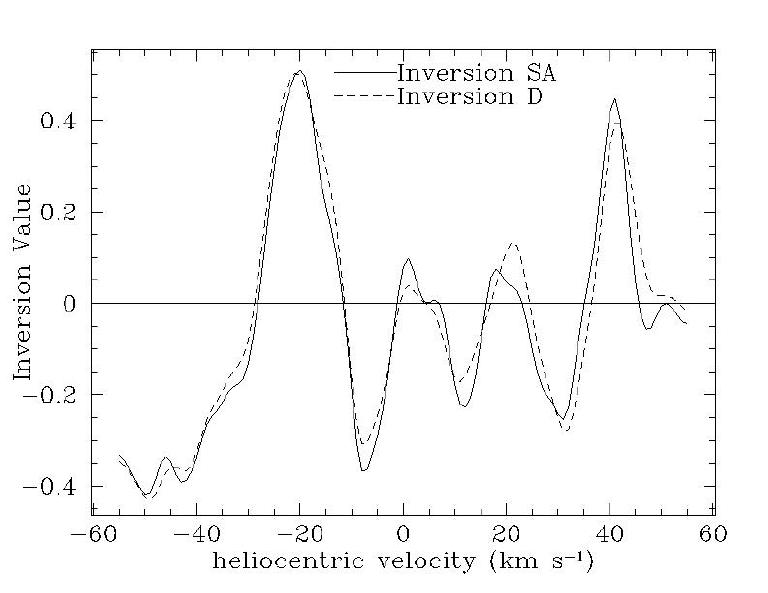 Inversion SA
Inversion D
Inversion Value
0.4
0.2
0
−0.2
−0.4
−60 −40 −20 0 20 40 60
heliocentric velocity (km s⁻¹)